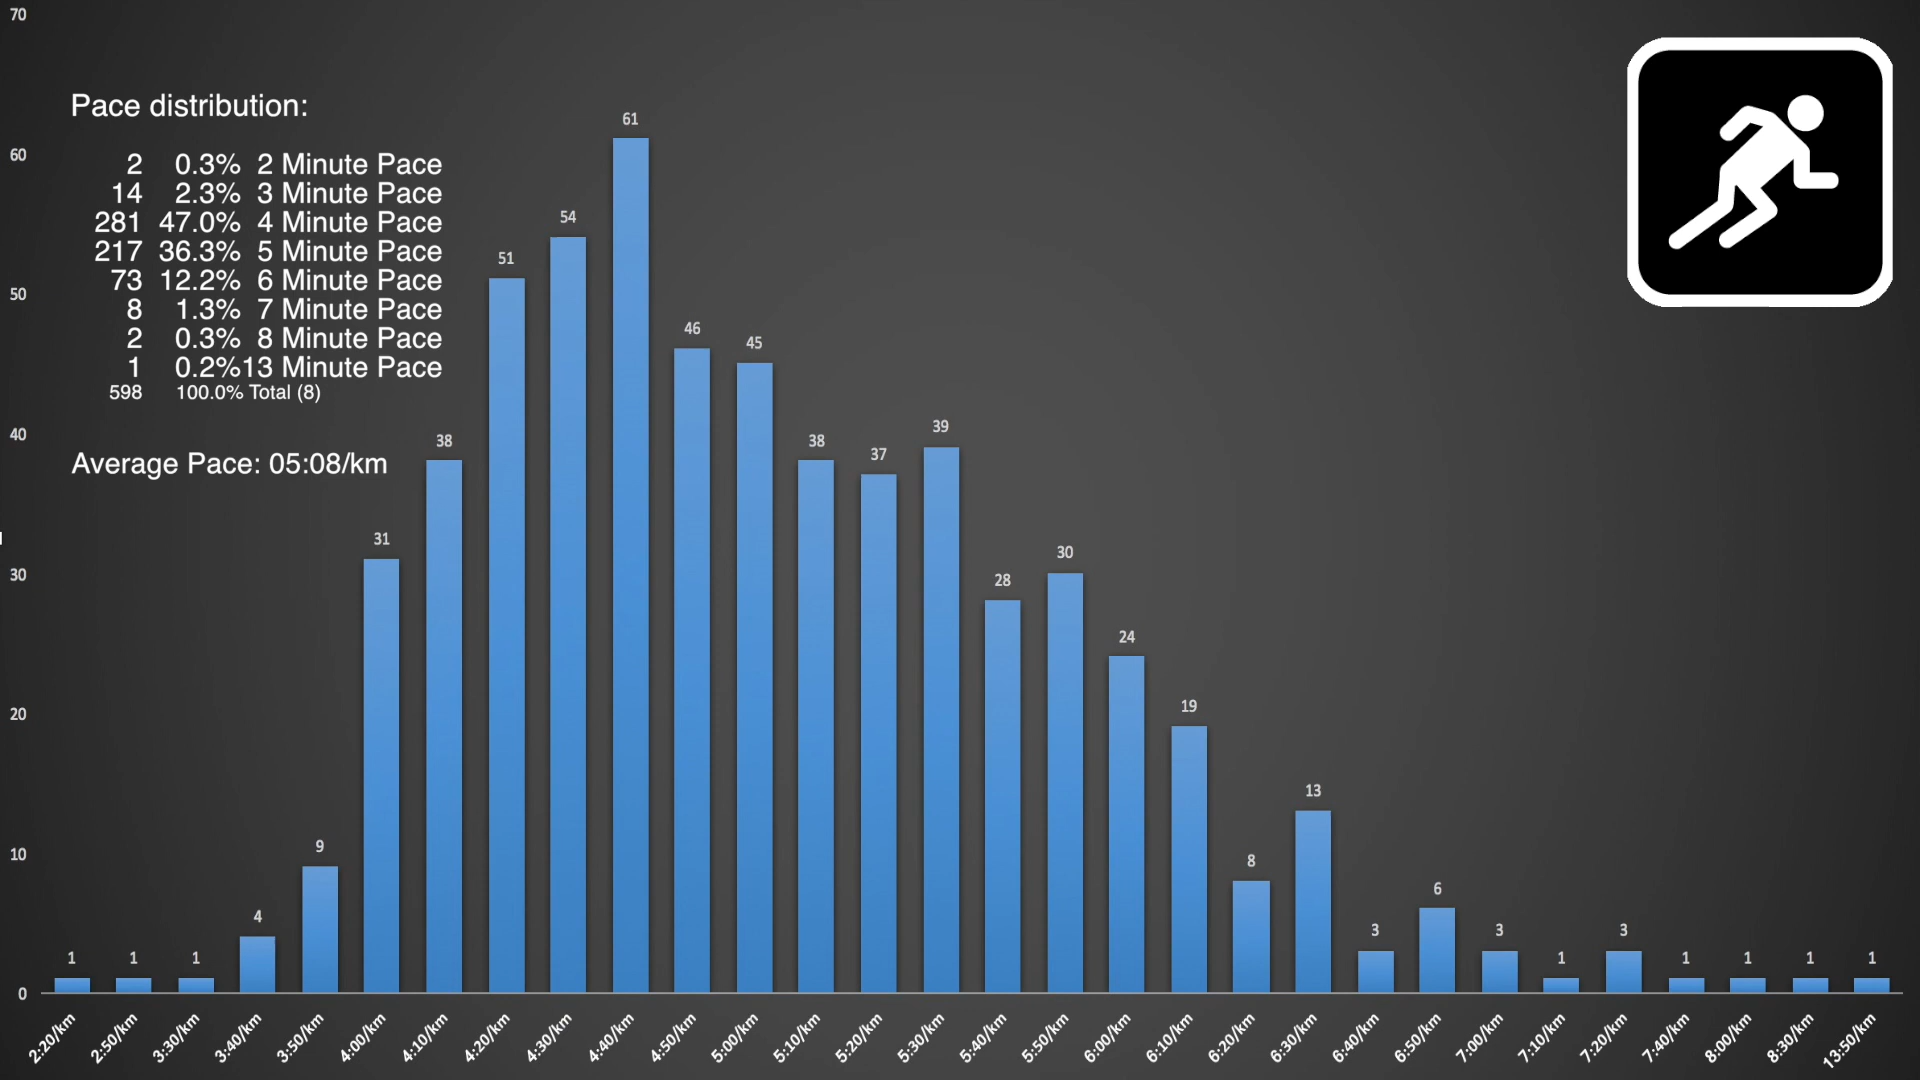 70
Pace distribution:
2 0.3% 2 Minute Pace
14 2.3% 3 Minute Pace
281 47.0% 4 Minute Pace
217 36.3% 5 Minute Pace
73 12.2% 6 Minute Pace
8 1.3% 7 Minute Pace
2 0.3% 8 Minute Pace
1 0.2%13 Minute Pace
598 100.0% Total (8)
Average Pace: 05:08/km
60
50
40
30
20
10
0
1 1 1 4 9 31 38 51 54 61 46 45 38 37 39 28 30 24 19 8 13 3 6 3 1 3 1 1 1 1
2:20/km 2:50/km 3:30/km 3:40/km 3:50/km 4:00/km 4:10/km 4:20/km 4:30/km 4:40/km 4:50/km 5:00/km 5:10/km 5:20/km 5:30/km 5:40/km 5:50/km 6:00/km 6:10/km 6:20/km 6:30/km 6:40/km 6:50/km 7:00/km 7:10/km 7:20/km 7:40/km 8:00/km 8:30/km 13:50/km